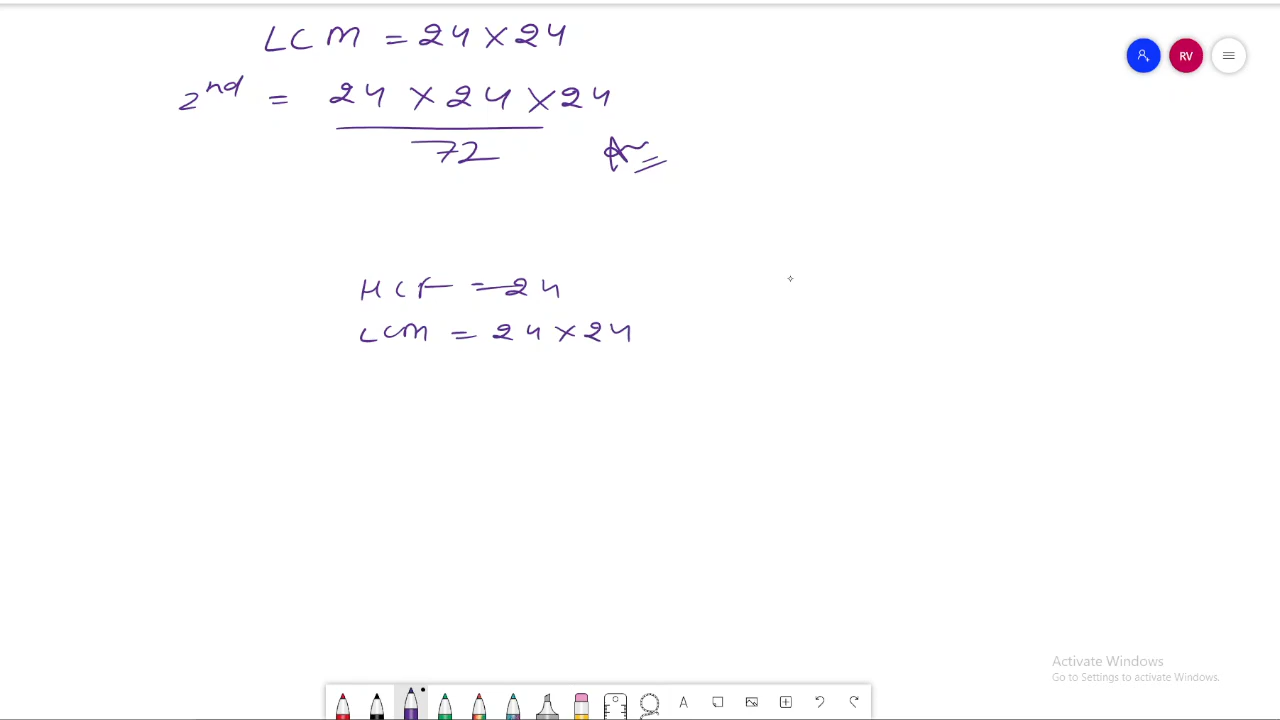 LCM = 24 × 24
RV
2nd = 24 × 24 × 24
72
HCF = 24
LCM = 24 × 24
Activate Windows
Go to Settings to activate Windows.
A